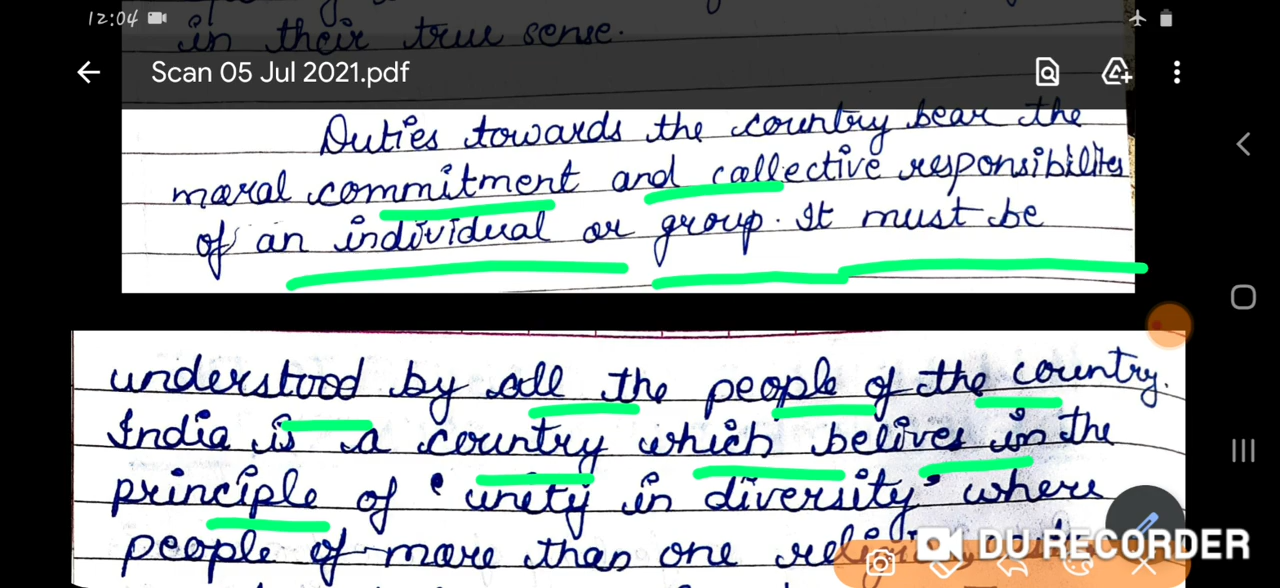 12:04
in their true sense.
Scan 05 Jul 2021.pdf
Duties towards the country bear the
moral commitment and collective responsibilites
of an individual or group. It must be
understood by all the people of the country.
India is a country which belives in the
principle of ' unety in diversity' where
people of more than one
DU RECORDER